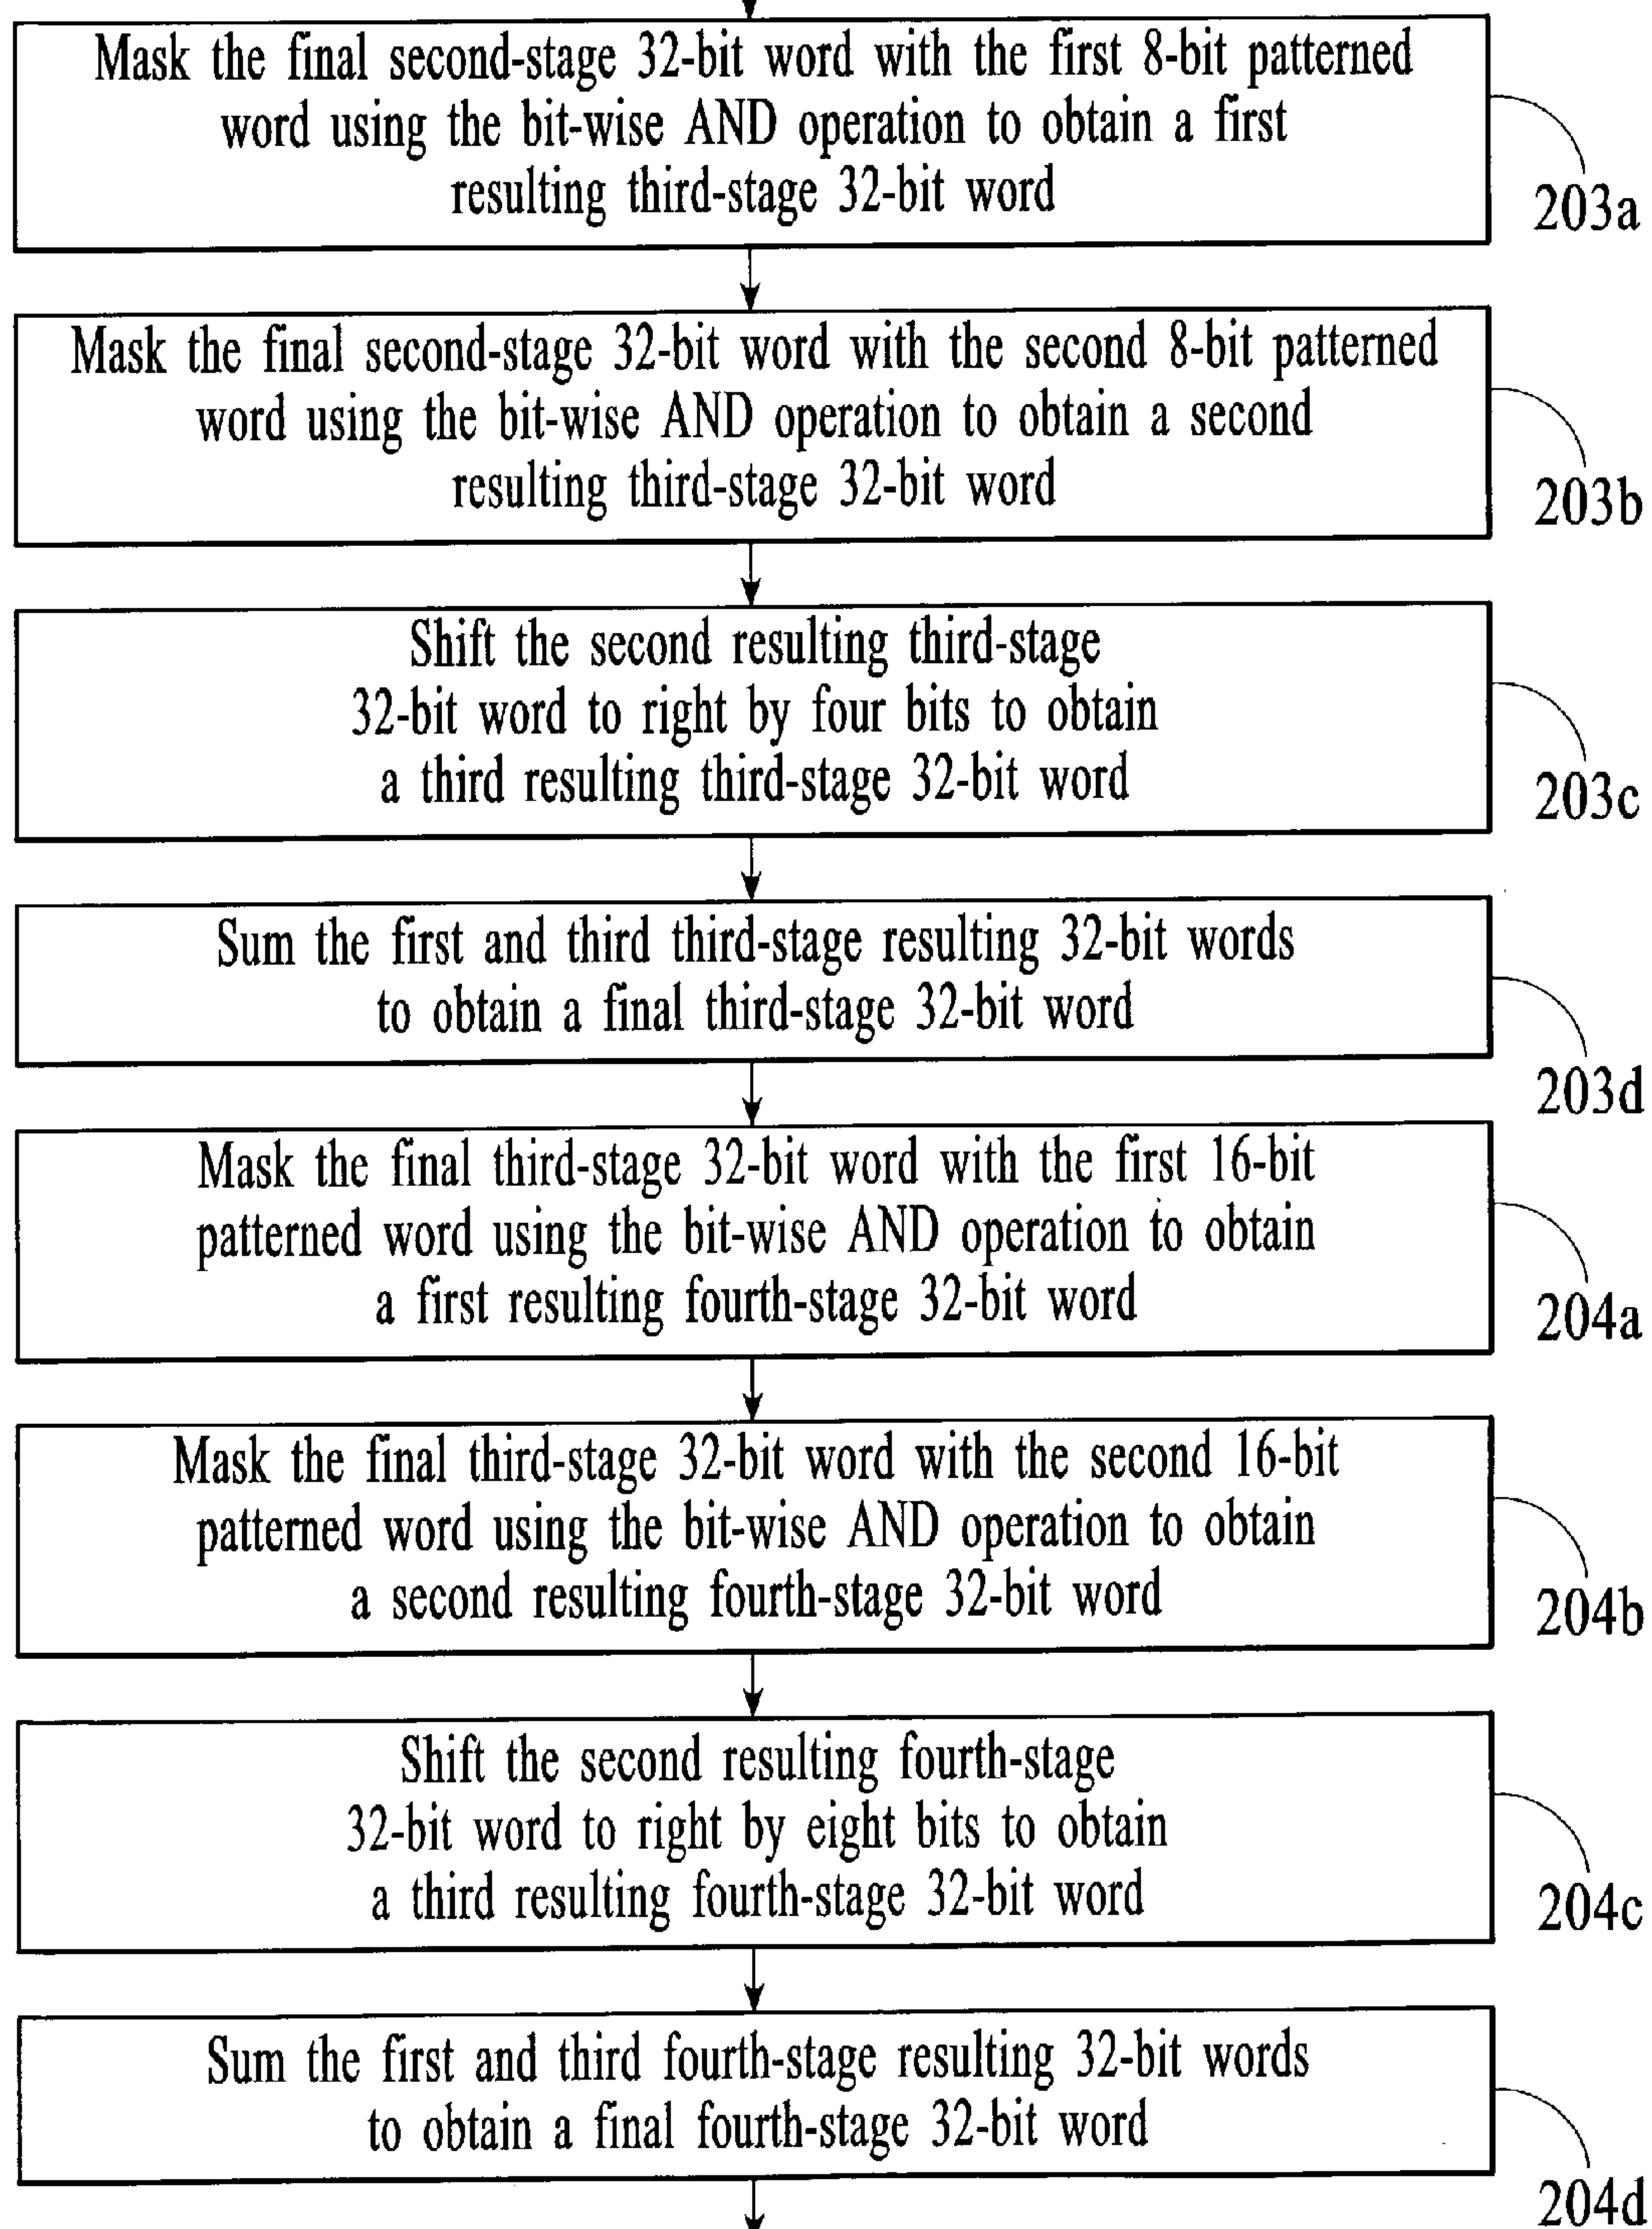 Mask the final second-stage 32-bit word with the first 8-bit patterned
word using the bit-wise AND operation to obtain a first
resulting third-stage 32-bit word
203a
Mask the final second-stage 32-bit word with the second 8-bit patterned
word using the bit-wise AND operation to obtain a second
resulting third-stage 32-bit word
203b
Shift the second resulting third-stage
32-bit word to right by four bits to obtain
a third resulting third-stage 32-bit word
203c
Sum the first and third third-stage resulting 32-bit words
to obtain a final third-stage 32-bit word
203d
Mask the final third-stage 32-bit word with the first 16-bit
patterned word using the bit-wise AND operation to obtain
a first resulting fourth-stage 32-bit word
204a
Mask the final third-stage 32-bit word with the second 16-bit
patterned word using the bit-wise AND operation to obtain
a second resulting fourth-stage 32-bit word
204b
Shift the second resulting fourth-stage
32-bit word to right by eight bits to obtain
a third resulting fourth-stage 32-bit word
204c
Sum the first and third fourth-stage resulting 32-bit words
to obtain a final fourth-stage 32-bit word
204d